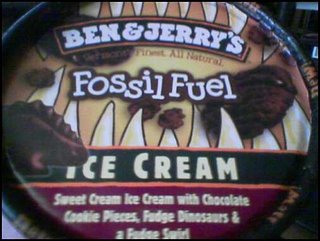 BEN & JERRY'S
Vermont's Finest. All Natural.
Fossil Fuel
ICE CREAM
Sweet Cream Ice Cream with Chocolate
Cookie Pieces, Fudge Dinosaurs &
a Fudge Swirl